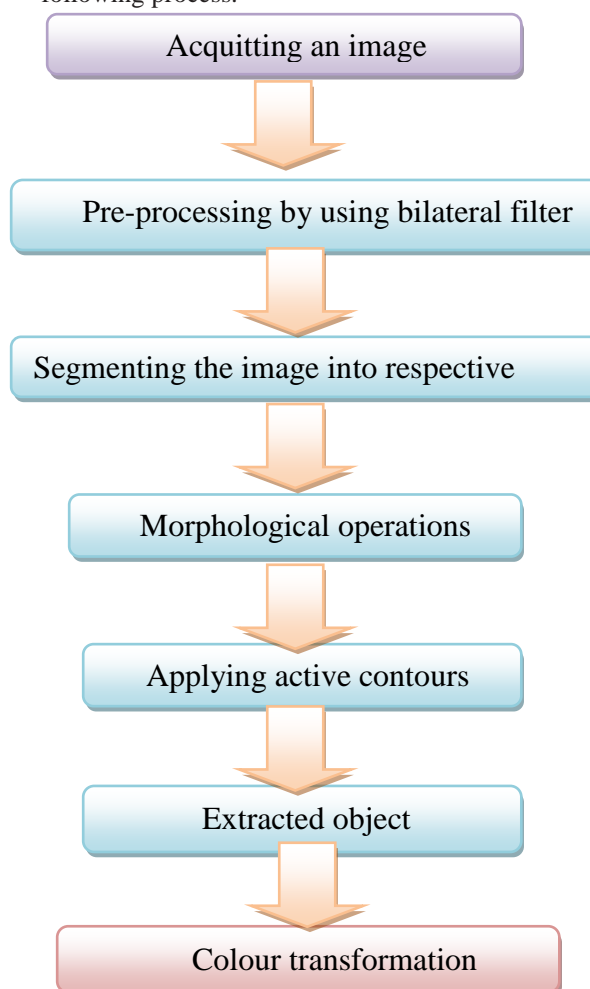 following process.
Acquitting an image
Pre-processing by using bilateral filter
Segmenting the image into respective
Morphological operations
Applying active contours
Extracted object
Colour transformation